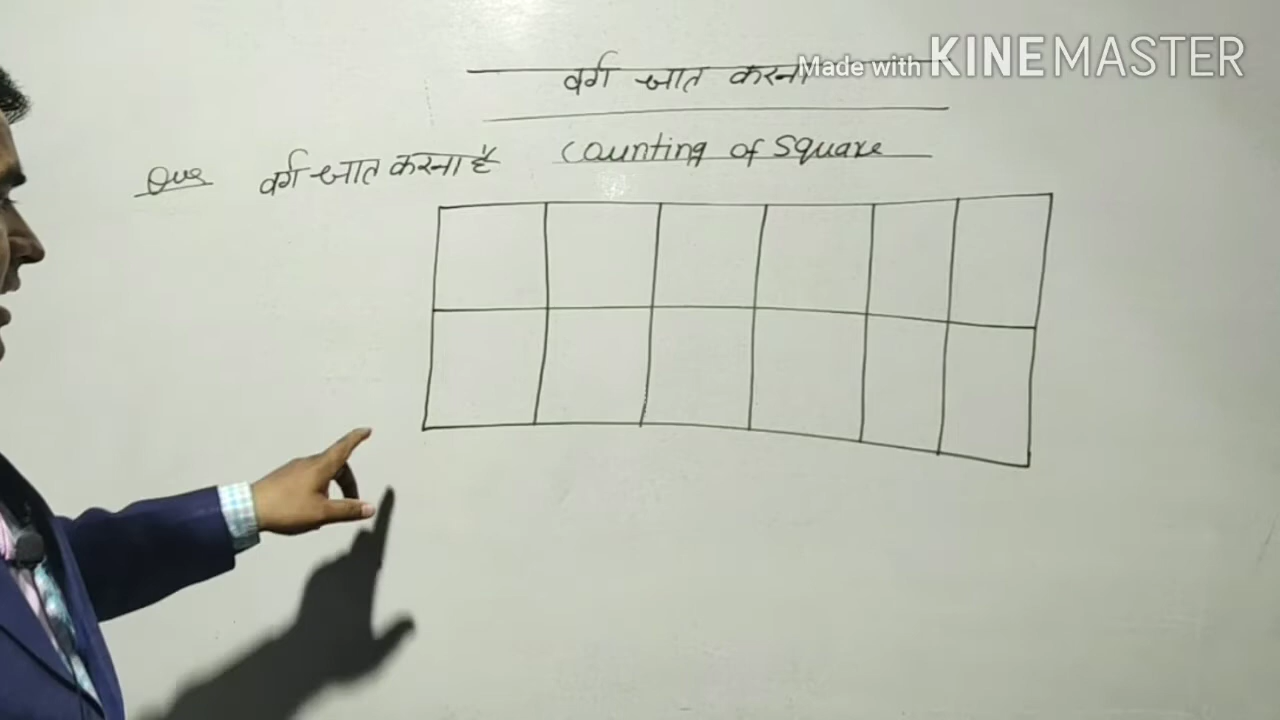 Made with KINEMASTER
वर्ग ज्ञात करना
Counting of Square
Que वर्ग ज्ञात करना है